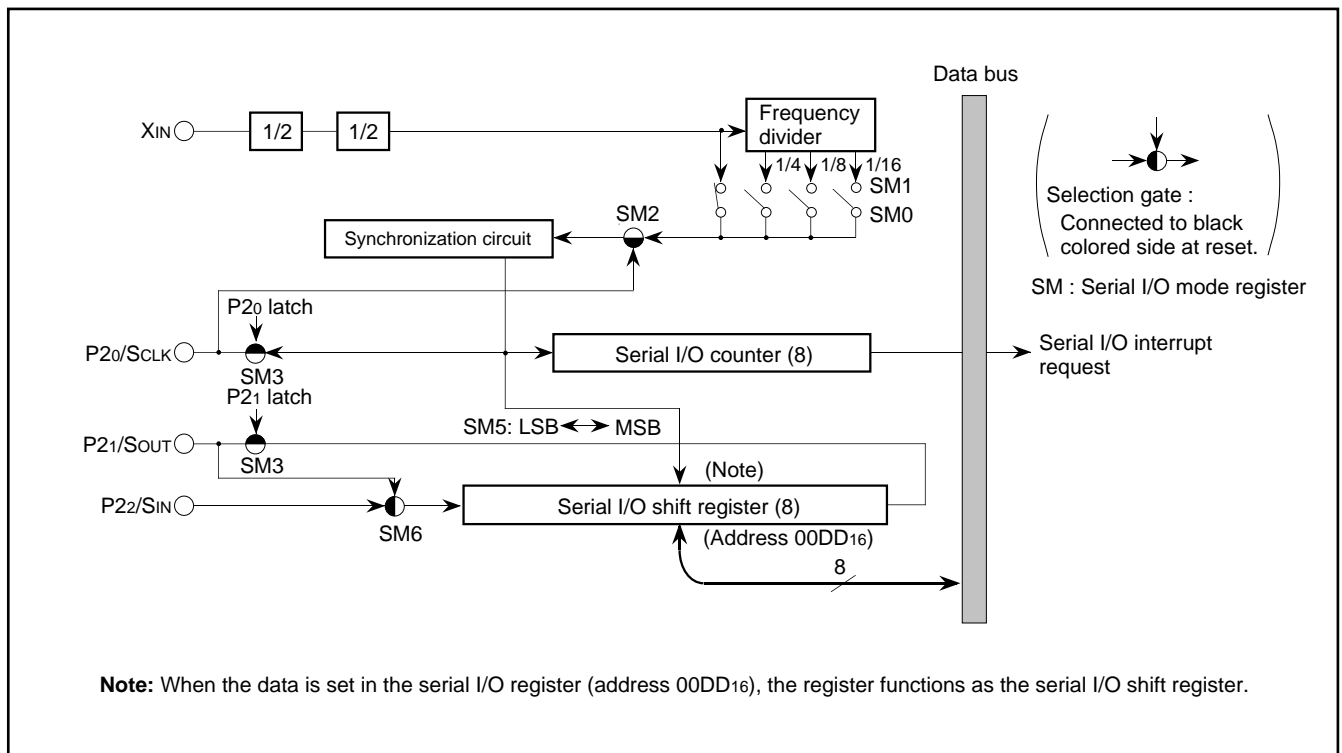 Data bus
XIN
1/2
1/2
Frequency
divider
1/4
1/8
1/16
SM1
SM0
Selection gate :
Connected to black
colored side at reset.
SM : Serial I/O mode register
SM2
Synchronization circuit
P20 latch
P20/SCLK
SM3
Serial I/O counter (8)
Serial I/O interrupt
request
P21 latch
SM5: LSB
MSB
P21/SOUT
SM3
(Note)
P22/SIN
SM6
Serial I/O shift register (8)
(Address 00DD16)
8
Note: When the data is set in the serial I/O register (address 00DD16), the register functions as the serial I/O shift register.